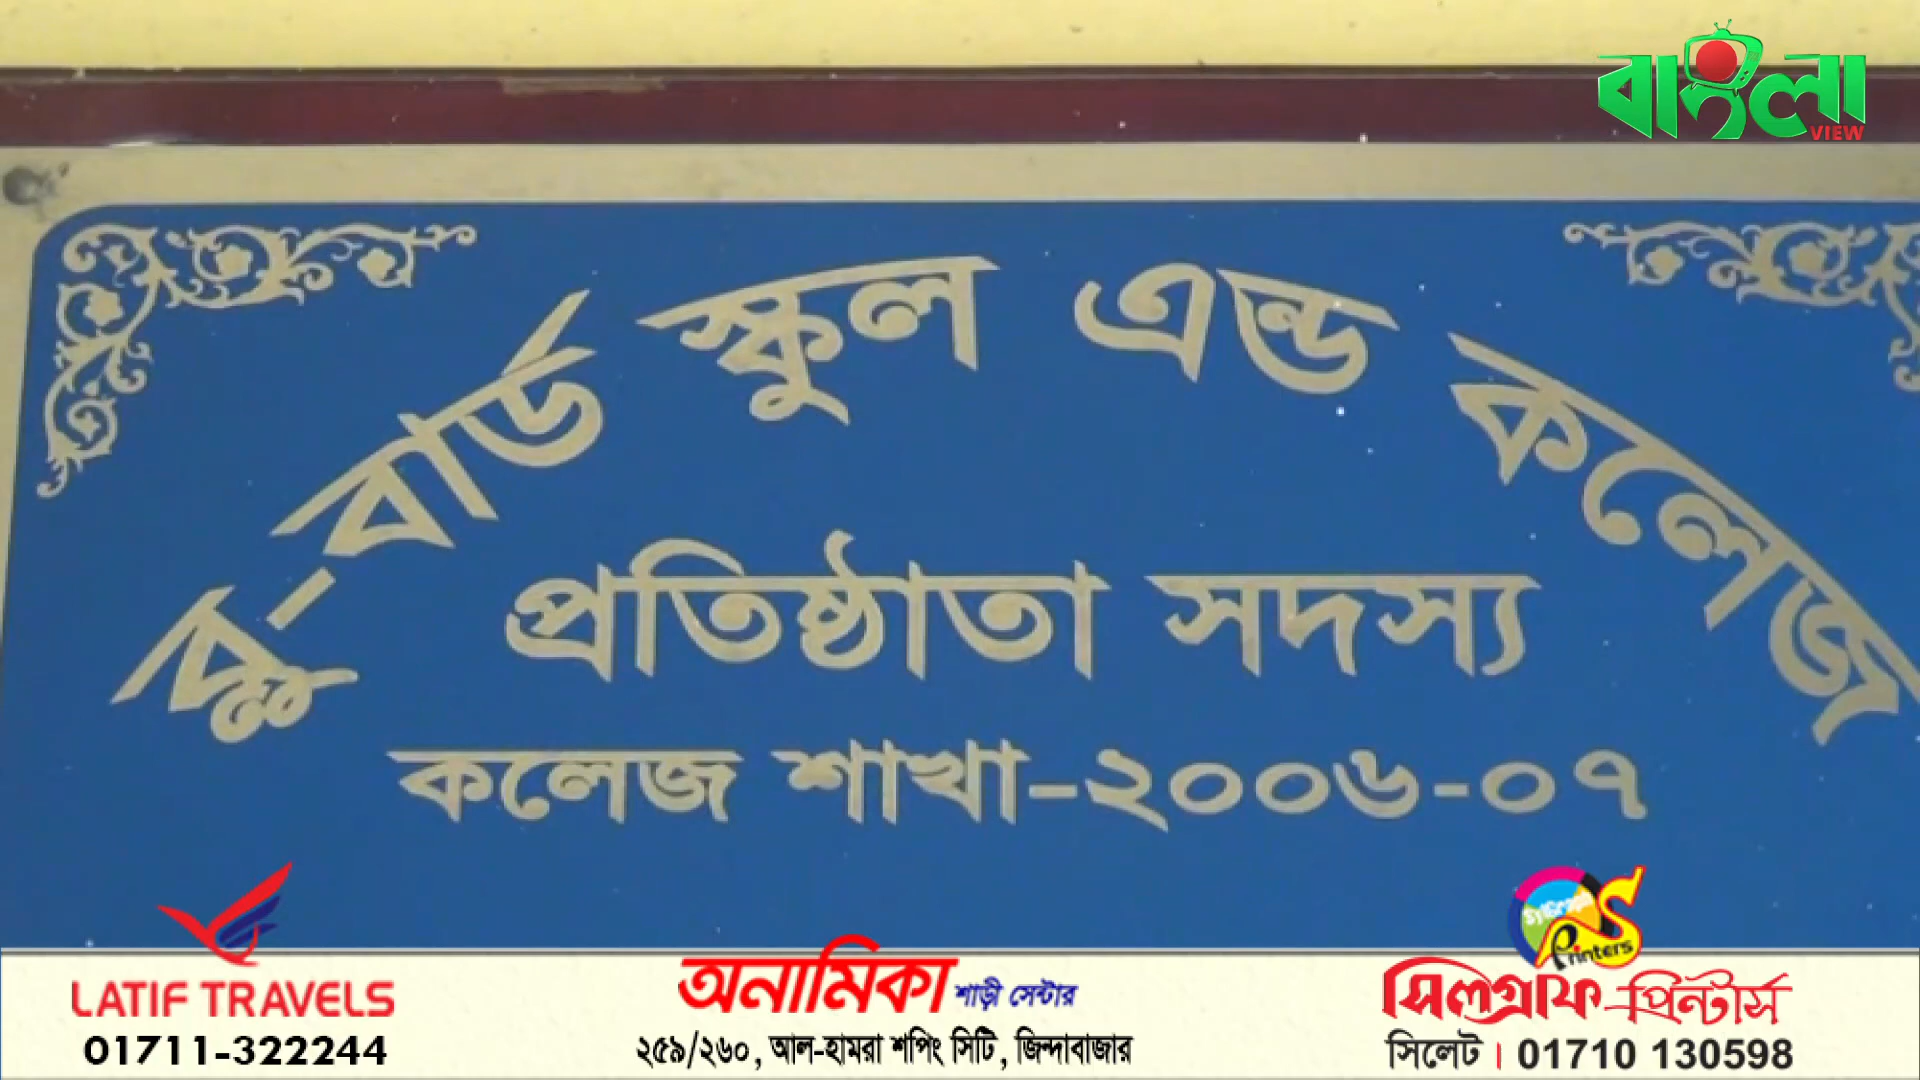 বাংলা
VIEW
ব্লু-বার্ড স্কুল এন্ড কলেজ
প্রতিষ্ঠাতা সদস্য
কলেজ শাখা-২০০৬-০৭
LATIF TRAVELS
01711-322244
অনামিকা শাড়ী সেন্টার
২৫৯/২৬০, আল-হামরা শপিং সিটি, জিন্দাবাজার
Printers
সিলগ্রাফ প্রিন্টার্স
সিলেট । 01710 130598